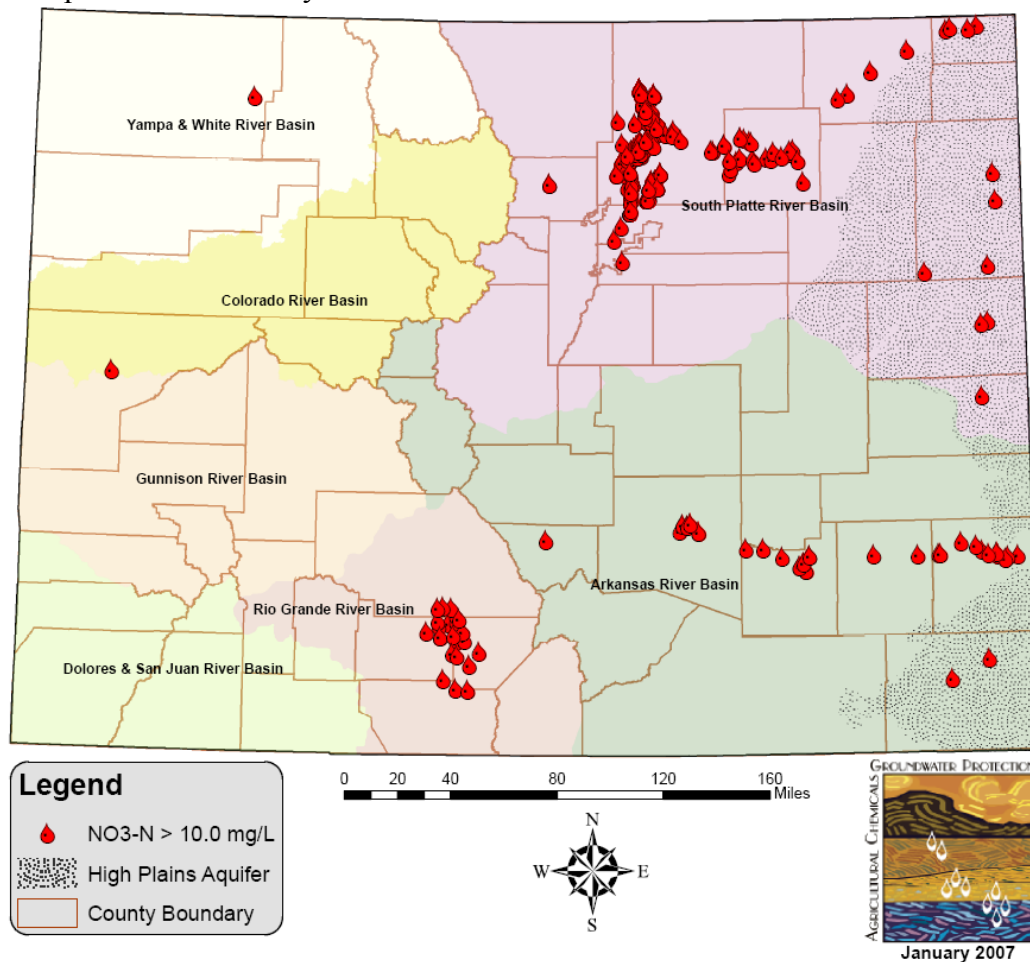 Yampa & White River Basin
South Platte River Basin
Colorado River Basin
Gunnison River Basin
Arkansas River Basin
Rio Grande River Basin
Dolores & San Juan River Basin
Legend
NO3-N > 10.0 mg/L
High Plains Aquifer
County Boundary
0 20 40 80 120 160
Miles
N
W E
S
GROUNDWATER PROTECTION
AGRICULTURAL CHEMICALS
January 2007